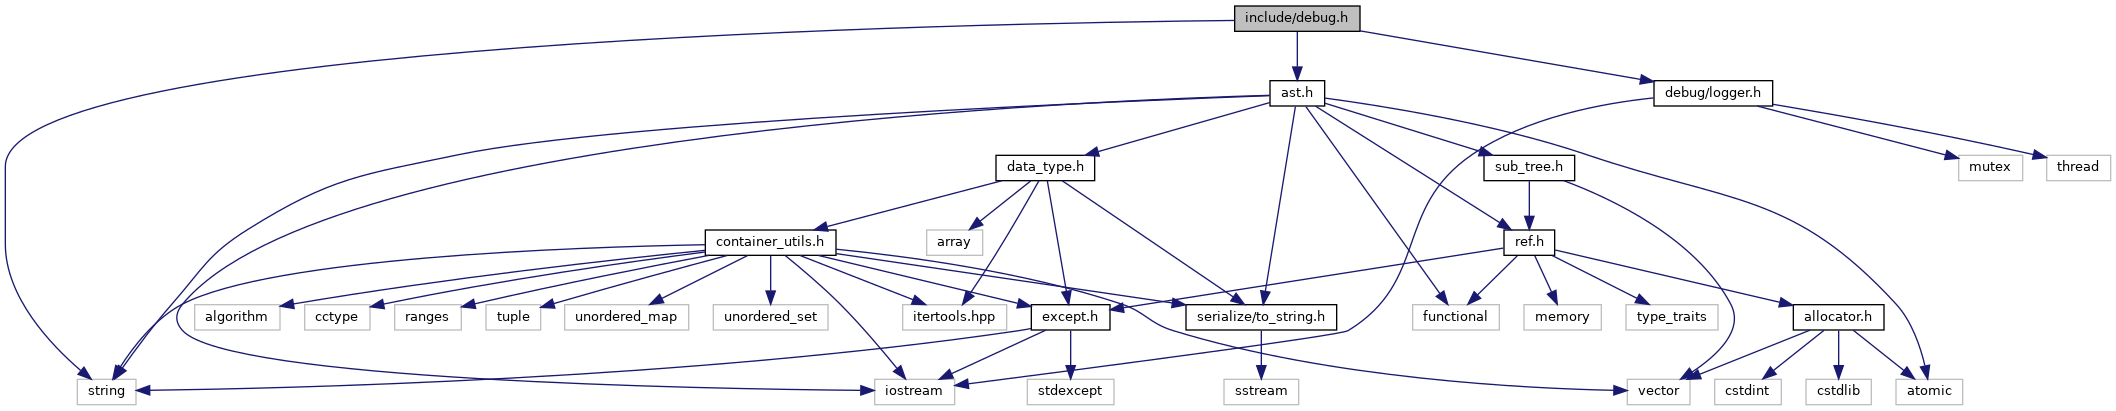 include/debug.h
ast.h
debug/logger.h
data_type.h
sub_tree.h
mutex
thread
container_utils.h
array
ref.h
algorithm
cctype
ranges
tuple
unordered_map
unordered_set
itertools.hpp
except.h
serialize/to_string.h
functional
memory
type_traits
allocator.h
string
iostream
stdexcept
sstream
vector
cstdint
cstdlib
atomic